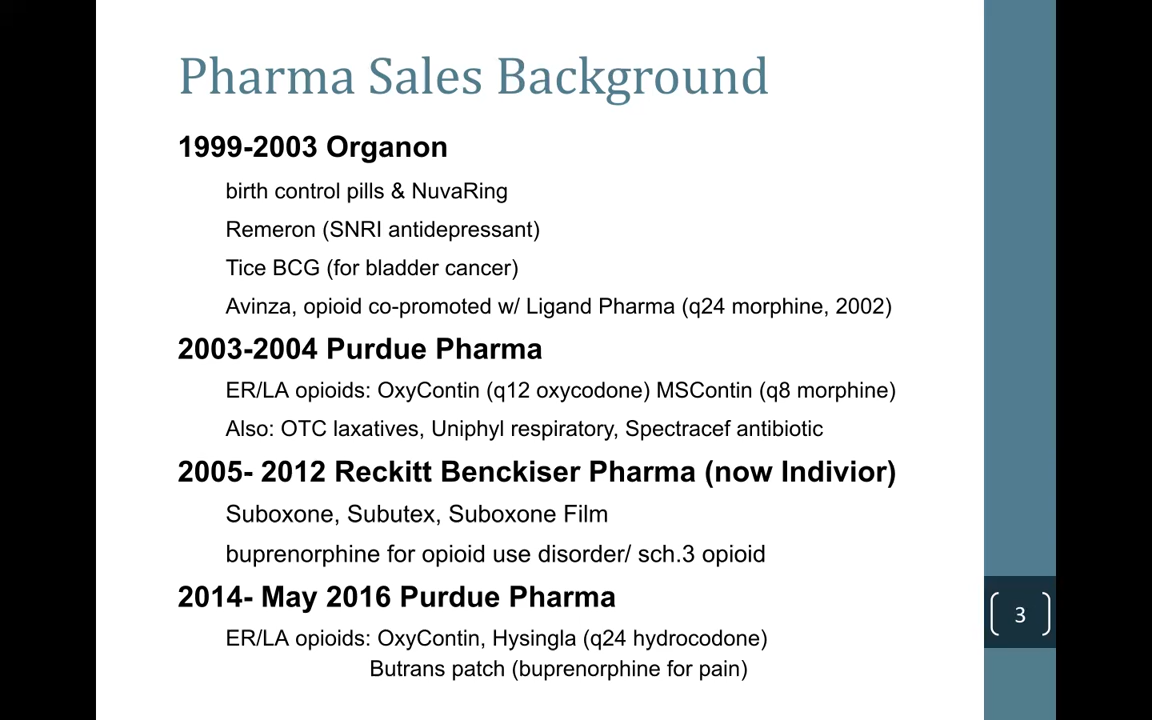 Pharma Sales Background
1999-2003 Organon
birth control pills & NuvaRing
Remeron (SNRI antidepressant)
Tice BCG (for bladder cancer)
Avinza, opioid co-promoted w/ Ligand Pharma (q24 morphine, 2002)
2003-2004 Purdue Pharma
ER/LA opioids: OxyContin (q12 oxycodone) MSContin (q8 morphine)
Also: OTC laxatives, Uniphyl respiratory, Spectracef antibiotic
2005- 2012 Reckitt Benckiser Pharma (now Indivior)
Suboxone, Subutex, Suboxone Film
buprenorphine for opioid use disorder/ sch.3 opioid
2014- May 2016 Purdue Pharma
ER/LA opioids: OxyContin, Hysingla (q24 hydrocodone)
Butrans patch (buprenorphine for pain)
3